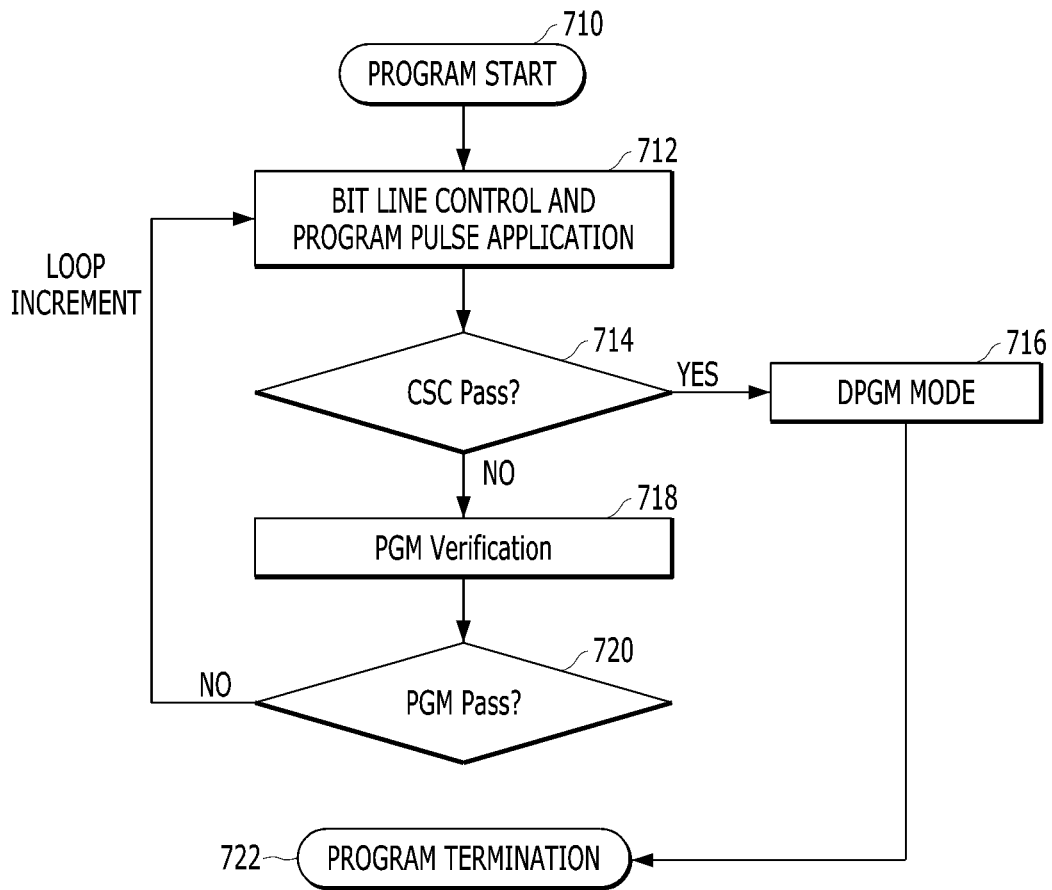 710
PROGRAM START
712
BIT LINE CONTROL AND
PROGRAM PULSE APPLICATION
LOOP
INCREMENT
714
CSC Pass?
YES
716
DPGM MODE
NO
718
PGM Verification
720
PGM Pass?
NO
722
PROGRAM TERMINATION